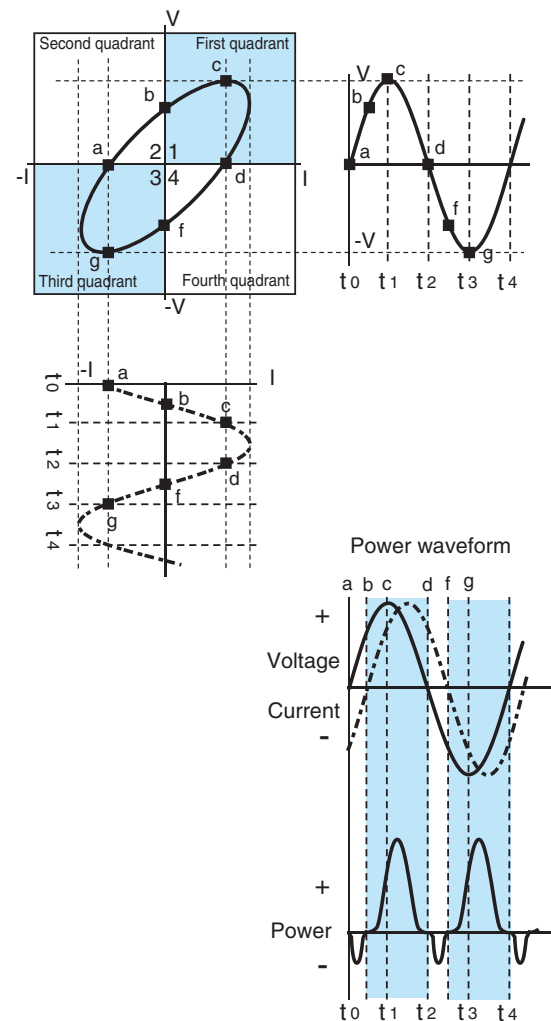 V
Second quadrant First quadrant
c
b
a
2 1
3 4
-I
I
d
f
g
Third quadrant Fourth quadrant
-V
V
c
b
a
d
f
-V
g
t0 t1 t2 t3 t4
-I
I
t0
a
b
c
t1
t2
d
f
t3
g
t4
Power waveform
a b c d f g
+
Voltage
Current
-
+
Power
-
t0 t1 t2 t3 t4